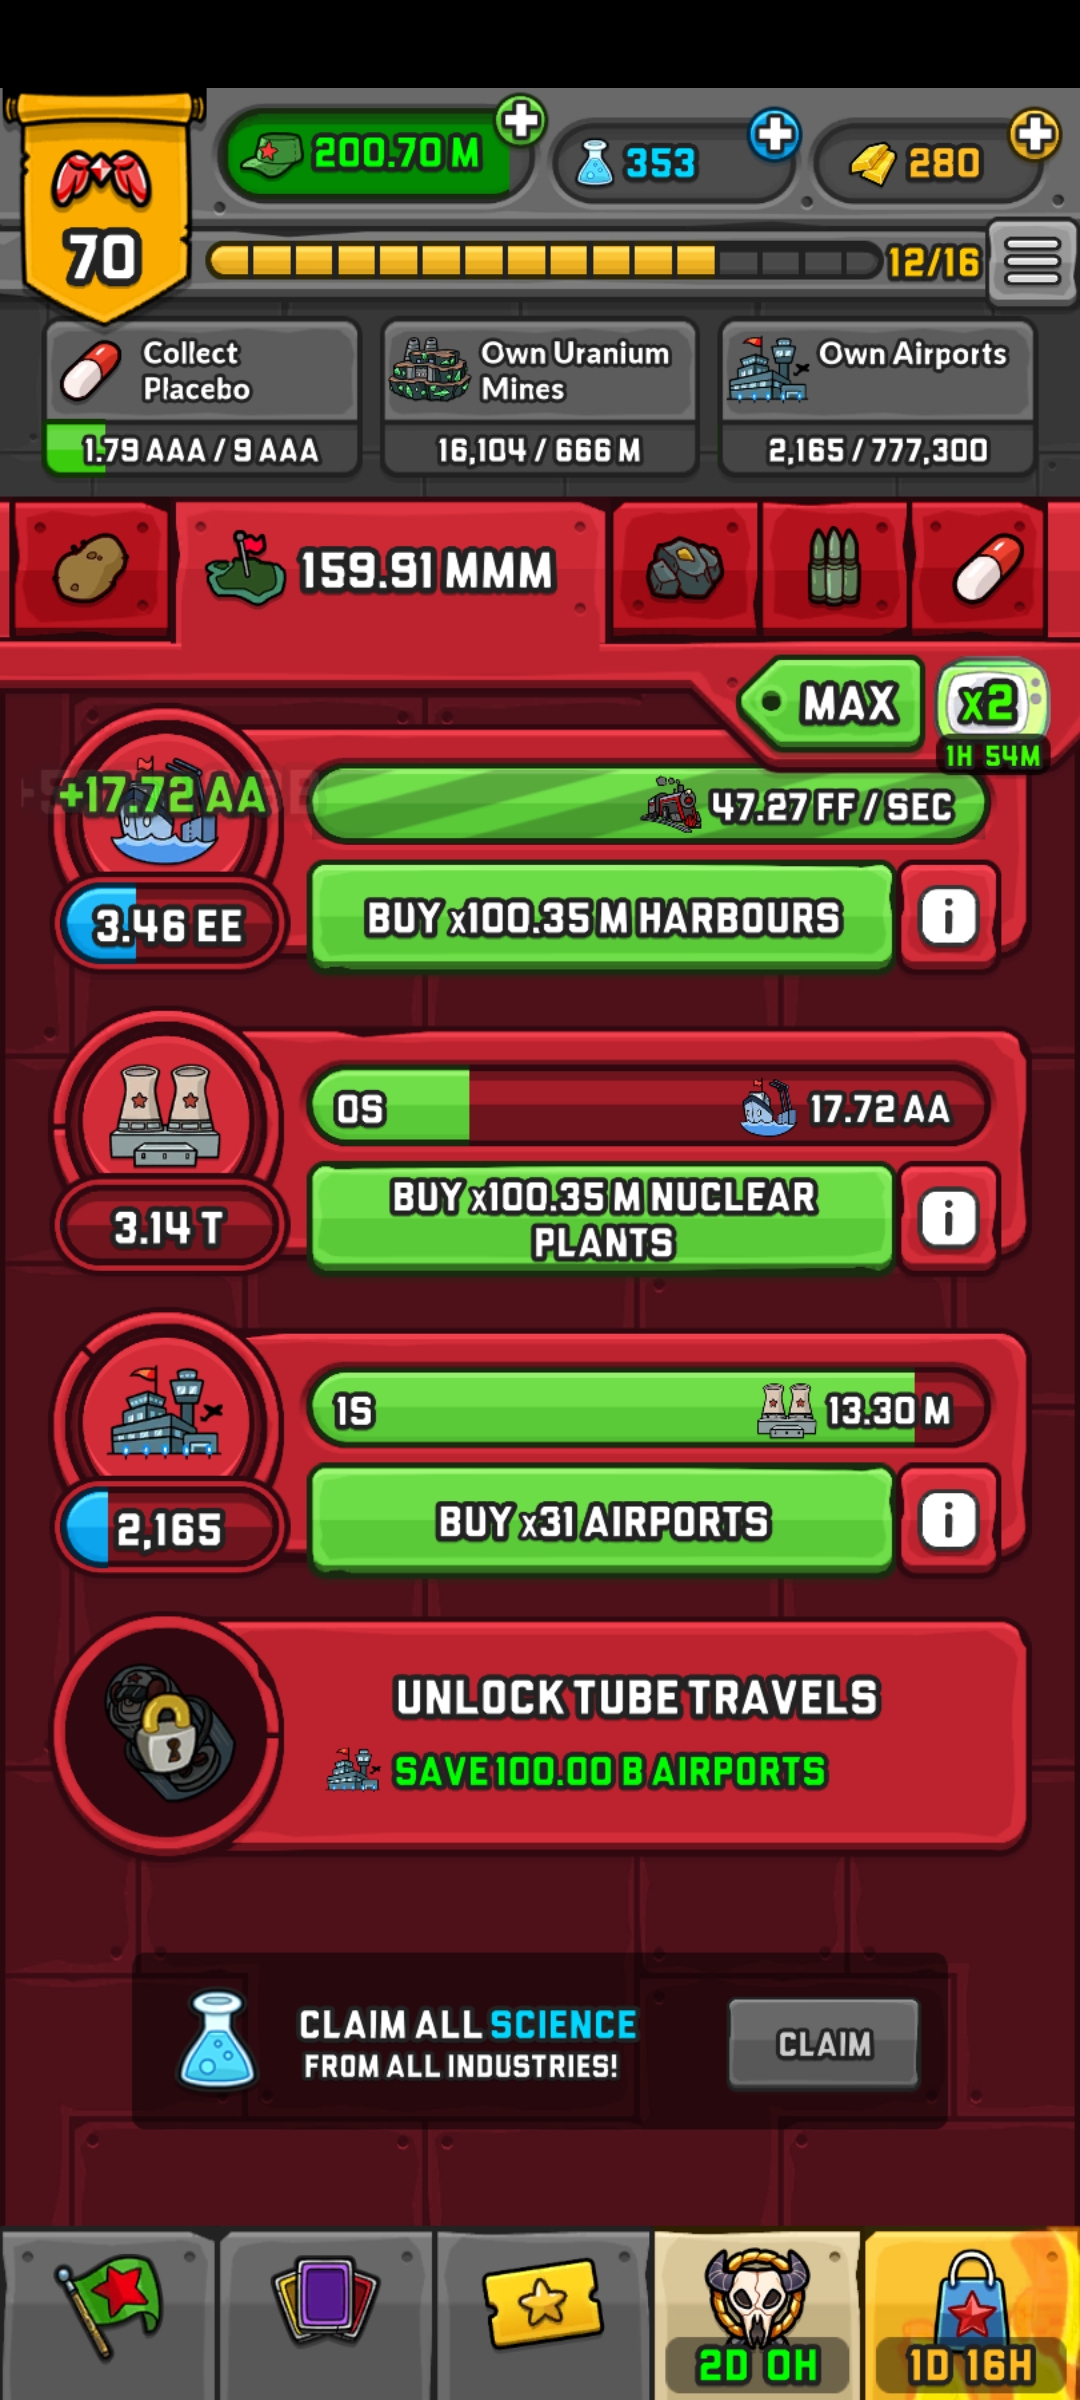 200.70 M
353
280
70
12/16
Collect
Placebo
1.79 AAA / 9 AAA
Own Uranium
Mines
16,104 / 666 M
Own Airports
2,165 / 777,300
159.91 MMM
MAX
x2
1H 54M
+17.72 AA
47.27 FF / SEC
3.46 EE
BUY x100.35 M HARBOURS
i
0S
17.72 AA
3.14 T
BUY x100.35 M NUCLEAR
PLANTS
i
1S
13.30 M
2,165
BUY x31 AIRPORTS
i
UNLOCK TUBE TRAVELS
SAVE 100.00 B AIRPORTS
CLAIM ALL SCIENCE
FROM ALL INDUSTRIES!
CLAIM
2D 0H
1D 16H